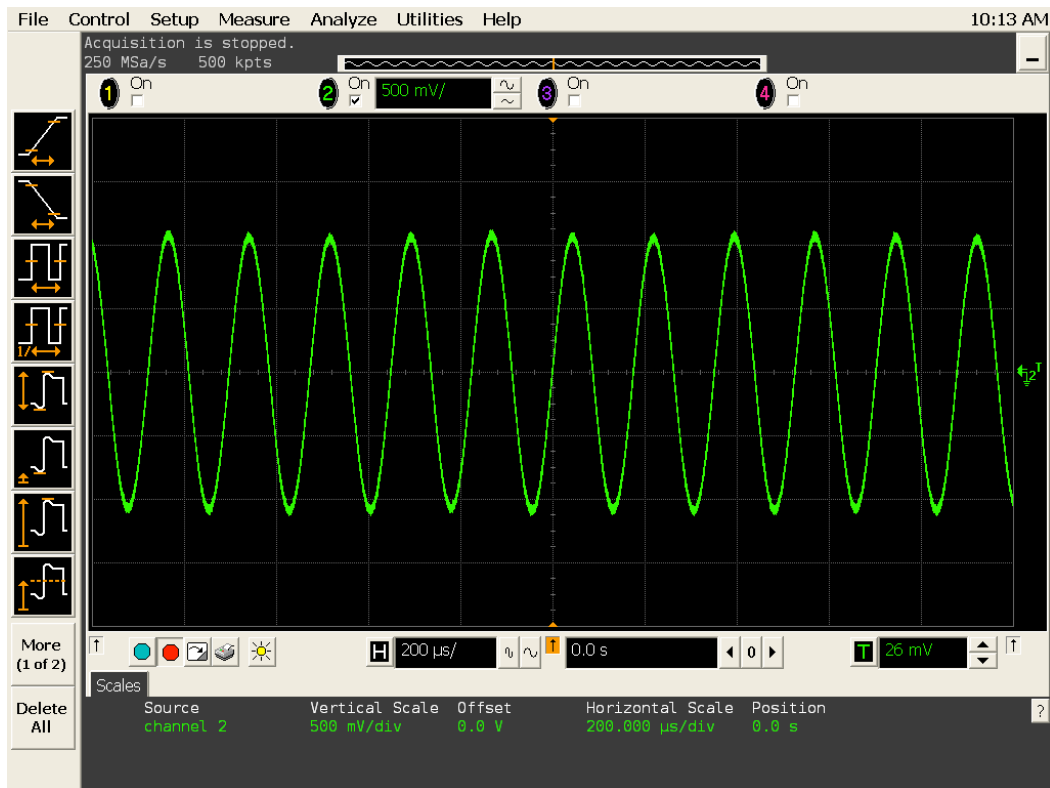 File Control Setup Measure Analyze Utilities Help 10:13 AM
Acquisition is stopped.
250 MSa/s 500 kpts
1 On 2 On 500 mV/ 3 On 4 On
2 T
1/
More
(1 of 2)
Delete
All
H 200 µs/ 0.0 s 0 T 26 mV
Scales
Source Vertical Scale Offset Horizontal Scale Position
channel 2 500 mV/div 0.0 V 200.000 µs/div 0.0 s
?